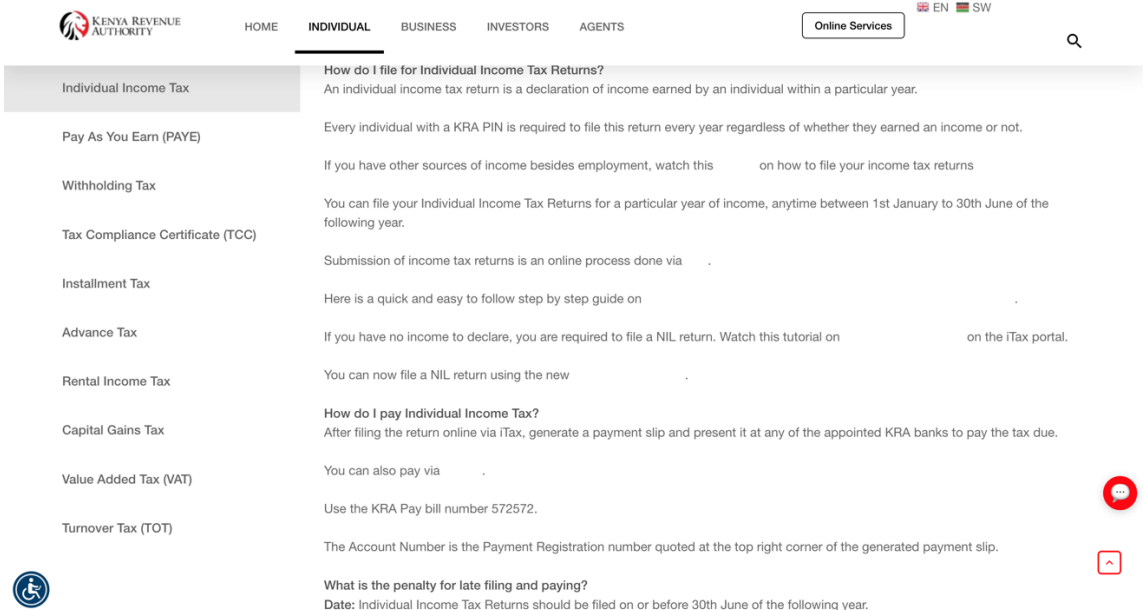 KENYA REVENUE
AUTHORITY
HOME
INDIVIDUAL
BUSINESS
INVESTORS
AGENTS
Online Services
EN
SW
Individual Income Tax
Pay As You Earn (PAYE)
Withholding Tax
Tax Compliance Certificate (TCC)
Installment Tax
Advance Tax
Rental Income Tax
Capital Gains Tax
Value Added Tax (VAT)
Turnover Tax (TOT)
How do I file for Individual Income Tax Returns?
An individual income tax return is a declaration of income earned by an individual within a particular year.
Every individual with a KRA PIN is required to file this return every year regardless of whether they earned an income or not.
If you have other sources of income besides employment, watch this on how to file your income tax returns
You can file your Individual Income Tax Returns for a particular year of income, anytime between 1st January to 30th June of the
following year.
Submission of income tax returns is an online process done via .
Here is a quick and easy to follow step by step guide on .
If you have no income to declare, you are required to file a NIL return. Watch this tutorial on on the iTax portal.
You can now file a NIL return using the new .
How do I pay Individual Income Tax?
After filing the return online via iTax, generate a payment slip and present it at any of the appointed KRA banks to pay the tax due.
You can also pay via .
Use the KRA Pay bill number 572572.
The Account Number is the Payment Registration number quoted at the top right corner of the generated payment slip.
What is the penalty for late filing and paying?
Date: Individual Income Tax Returns should be filed on or before 30th June of the following year.